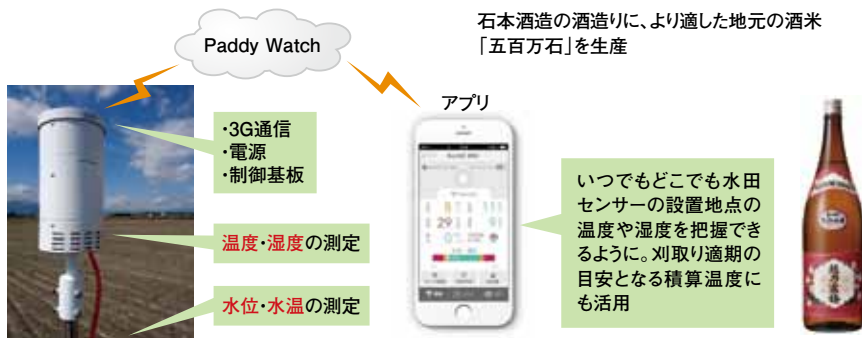 石本酒造の酒造りに、より適した地元の酒米
「五百万石」を生産
Paddy Watch
アプリ
・3G通信
・電源
・制御基板
温度・湿度の測定
水位・水温の測定
29
いつでもどこでも水田
センサーの設置地点の
温度や湿度を把握でき
るように。刈取り適期の
目安となる積算温度に
も活用
越乃寒梅